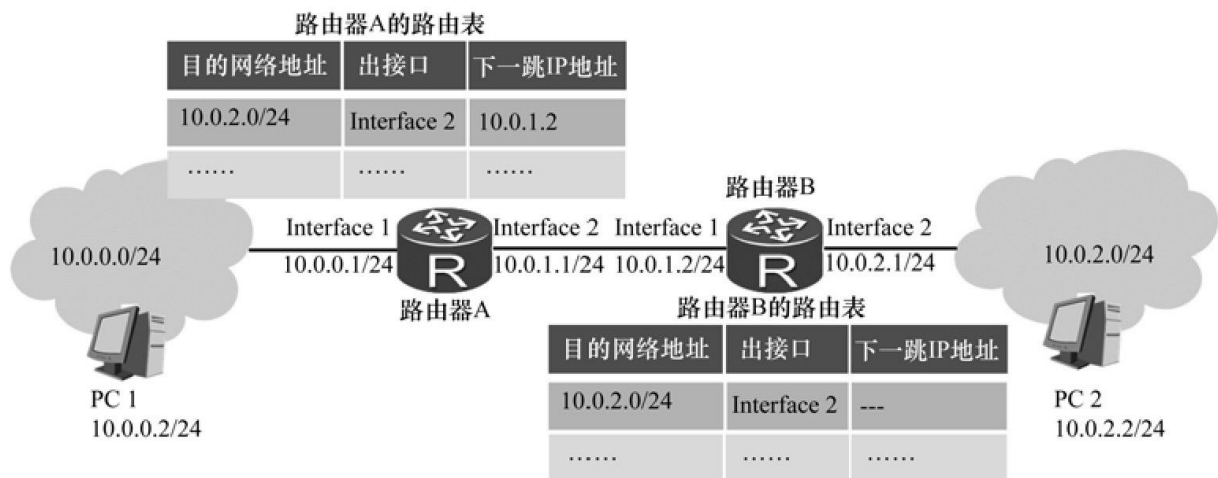 路由器A的路由表
目的网络地址 出接口 下一跳IP地址
10.0.2.0/24 Interface 2 10.0.1.2
…… …… ……
路由器B
Interface 1 Interface 2 Interface 1 Interface 2
10.0.0.0/24 10.0.2.0/24
10.0.0.1/24 R 10.0.1.1/24 10.0.1.2/24 R 10.0.2.1/24
路由器A 路由器B的路由表
目的网络地址 出接口 下一跳IP地址
PC 1 10.0.2.0/24 Interface 2 --- PC 2
10.0.0.2/24 10.0.2.2/24
…… …… ……